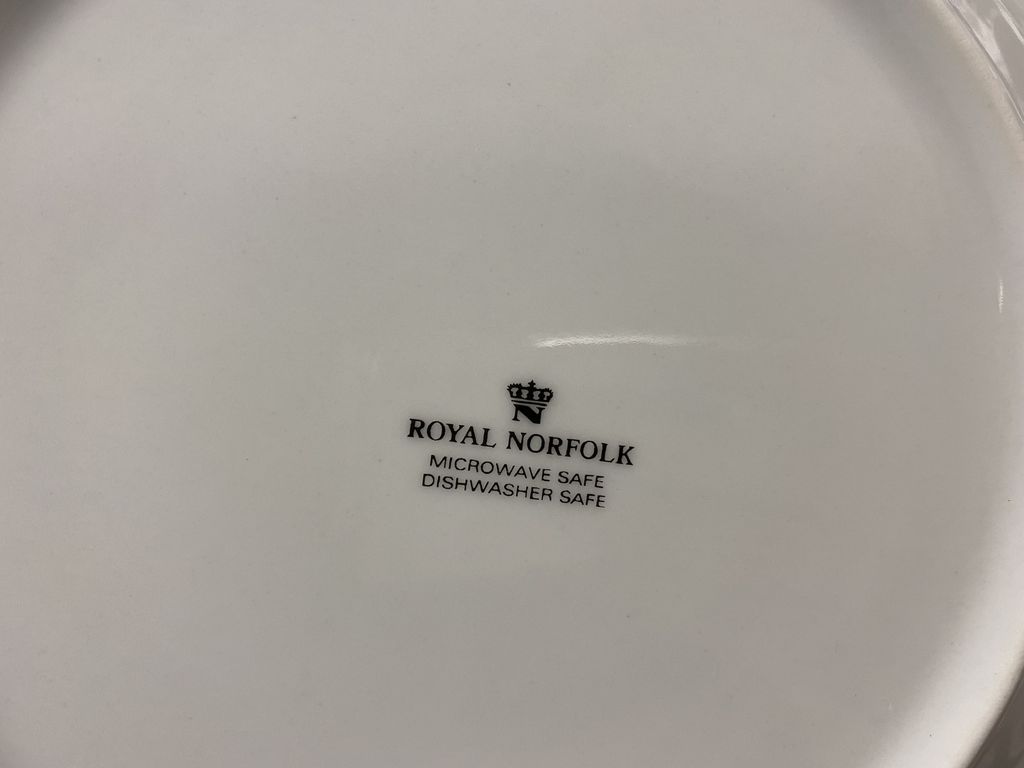 N
ROYAL NORFOLK
MICROWAVE SAFE
DISHWASHER SAFE